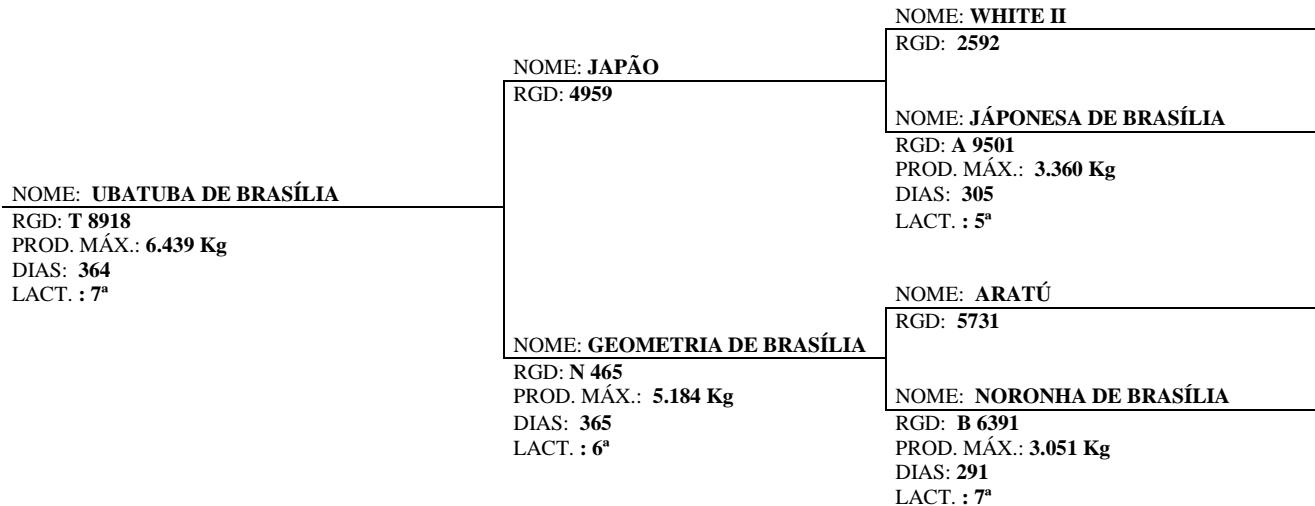 NOME: WHITE II
RGD: 2592
NOME: JAPÃO
RGD: 4959
NOME: JÁPONESA DE BRASÍLIA
RGD: A 9501
PROD. MÁX.: 3.360 Kg
DIAS: 305
LACT. : 5ª
NOME: UBATUBA DE BRASÍLIA
RGD: T 8918
PROD. MÁX.: 6.439 Kg
DIAS: 364
LACT. : 7ª
NOME: ARATÚ
RGD: 5731
NOME: GEOMETRIA DE BRASÍLIA
RGD: N 465
PROD. MÁX.: 5.184 Kg
DIAS: 365
LACT. : 6ª
NOME: NORONHA DE BRASÍLIA
RGD: B 6391
PROD. MÁX.: 3.051 Kg
DIAS: 291
LACT. : 7ª